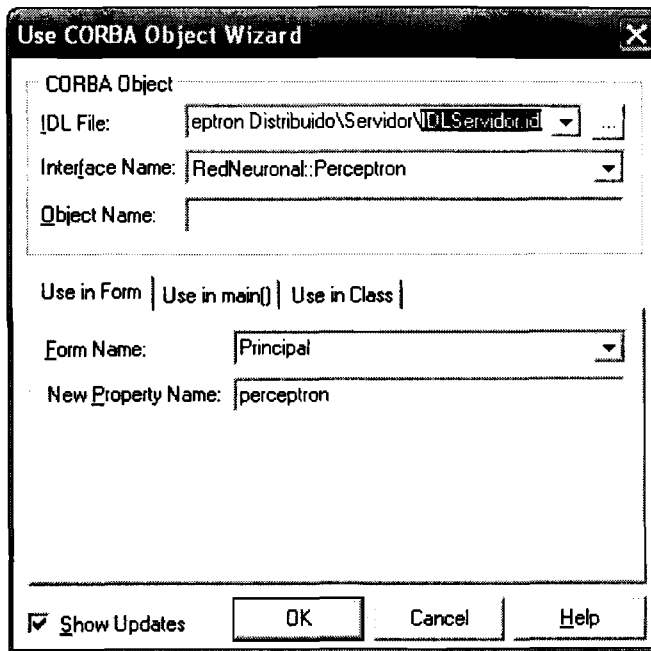 Use CORBA Object Wizard
CORBA Object
IDL File: eptron Distribuido\Servidor\IDLServidor.id ...
Interface Name: RedNeuronal::Perceptron
Object Name:
Use in Form Use in main() Use in Class
Form Name: Principal
New Property Name: perceptron
Show Updates OK Cancel Help